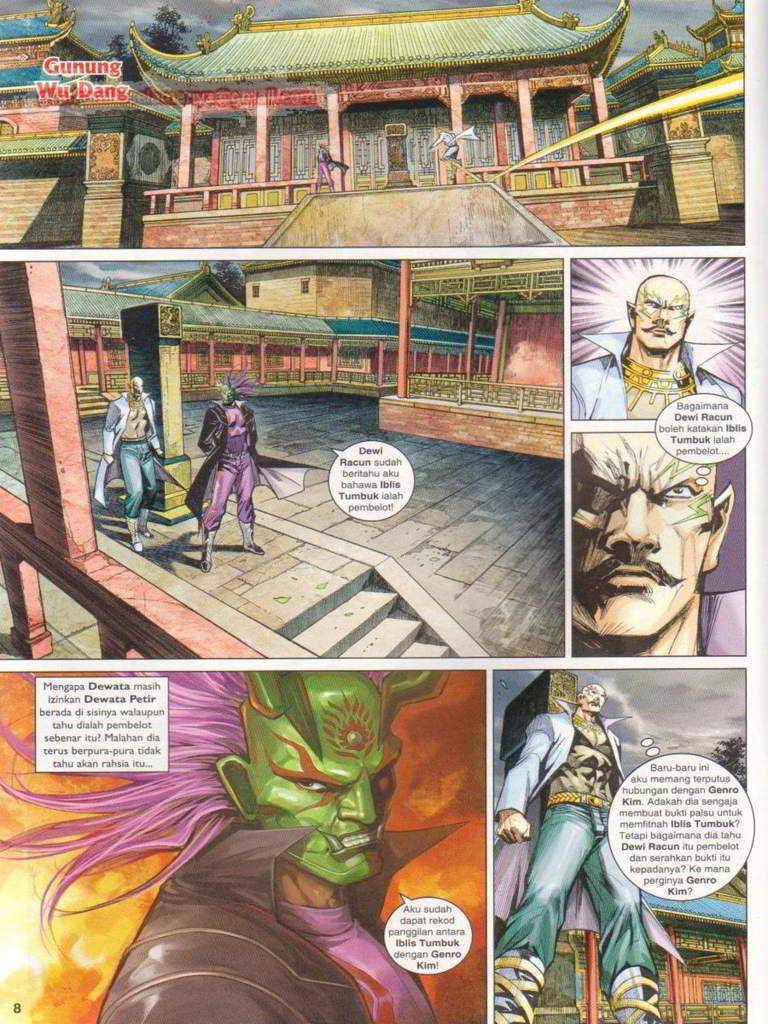 Gunung
Wu Dang
Dewi
Racun sudah
beritahu aku
bahawa Iblis
Tumbuk ialah
pembelot!
Bagaimana
Dewi Racun
boleh katakan Iblis
Tumbuk ialah
pembelot....
Mengapa Dewata masih
izinkan Dewata Petir
berada di sisinya walaupun
tahu dialah pembelot
sebenar itu? Malahan dia
terus berpura-pura tidak
tahu akan rahsia itu...
Aku sudah
dapat rekod
panggilan antara
Iblis Tumbuk
dengan Genro
Kim!
Baru-baru ini
aku memang terputus
hubungan dengan Genro
Kim. Adakah dia sengaja
membuat bukti palsu untuk
memfitnah Iblis Tumbuk?
Tetapi bagaimana dia tahu
Dewi Racun itu pembelot
dan serahkan bukti itu
kepadanya? Ke mana
perginya Genro
Kim?
8